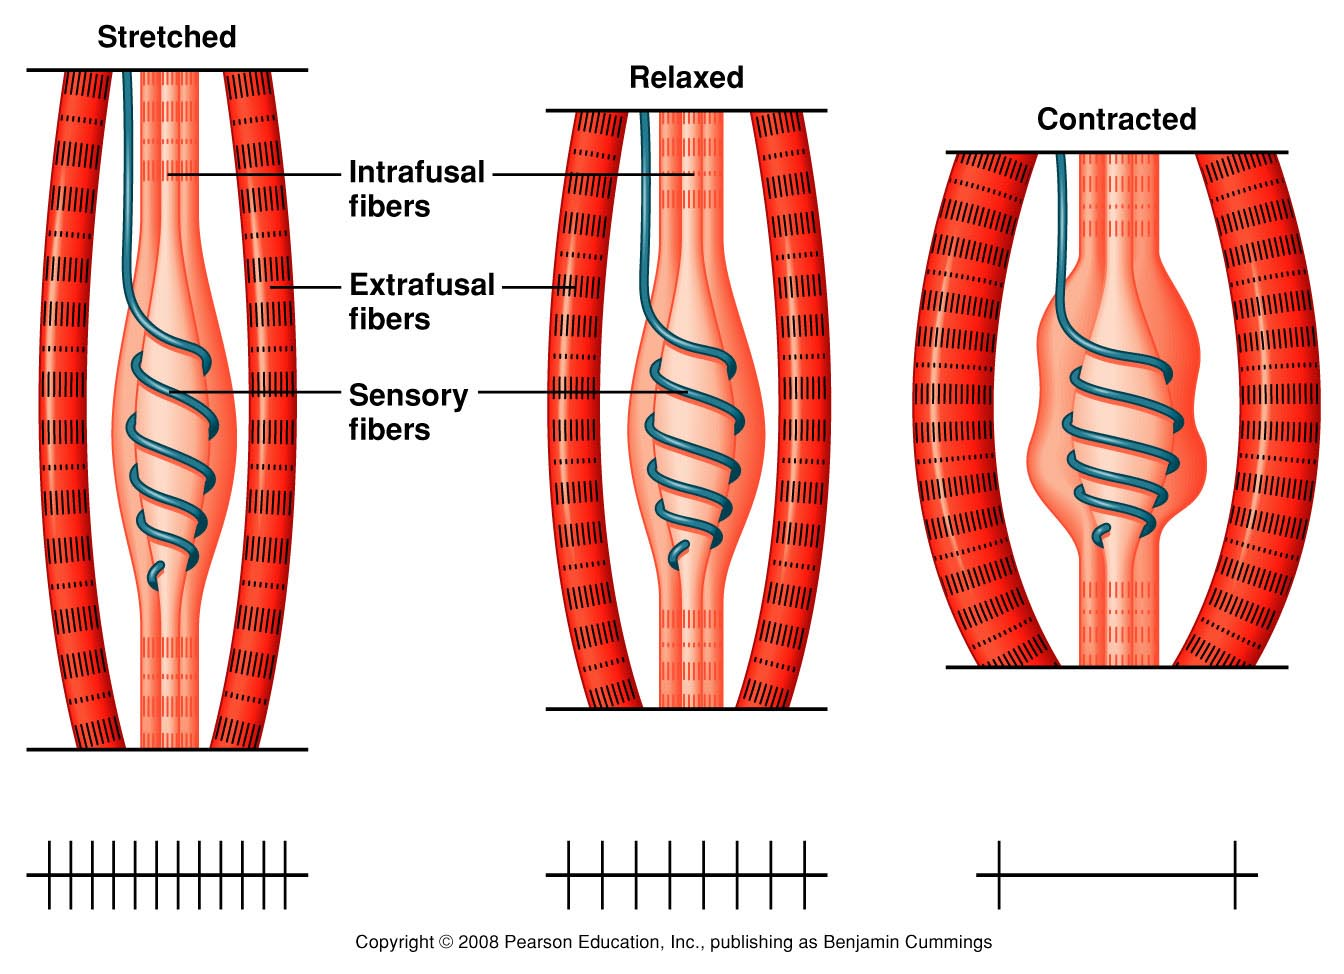 Stretched
Relaxed
Contracted
Intrafusal
fibers
Extrafusal
fibers
Sensory
fibers
Copyright © 2008 Pearson Education, Inc., publishing as Benjamin Cummings